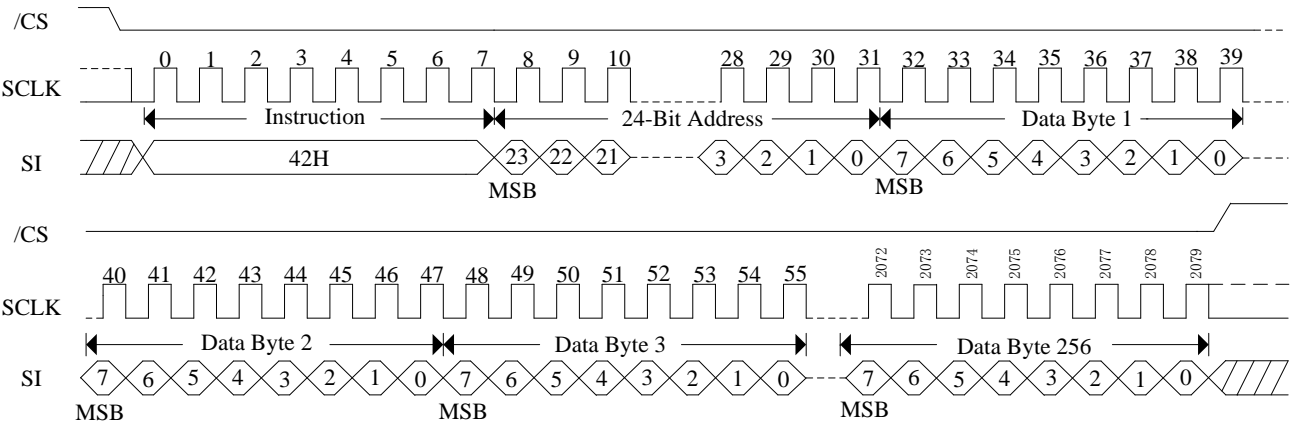 /CS
0 1 2 3 4 5 6 7 8 9 10 28 29 30 31 32 33 34 35 36 37 38 39
SCLK
Instruction 24-Bit Address Data Byte 1
SI 42H 23 22 21 3 2 1 0 7 6 5 4 3 2 1 0
MSB MSB
/CS
40 41 42 43 44 45 46 47 48 49 50 51 52 53 54 55 2072 2073 2074 2075 2076 2077 2078 2079
SCLK
Data Byte 2 Data Byte 3 Data Byte 256
SI 7 6 5 4 3 2 1 0 7 6 5 4 3 2 1 0 7 6 5 4 3 2 1 0
MSB MSB MSB